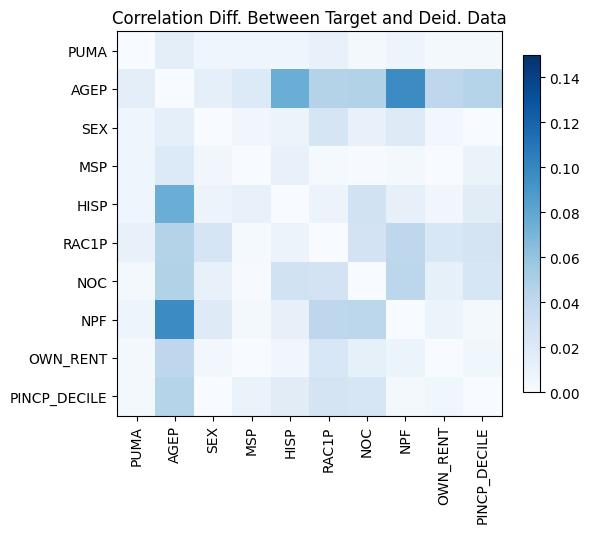 Correlation Diff. Between Target and Deid. Data
PUMA
AGEP
SEX
MSP
HISP
RAC1P
NOC
NPF
OWN_RENT
PINCP_DECILE
PUMA
AGEP
SEX
MSP
HISP
RAC1P
NOC
NPF
OWN_RENT
PINCP_DECILE
0.14
0.12
0.10
0.08
0.06
0.04
0.02
0.00